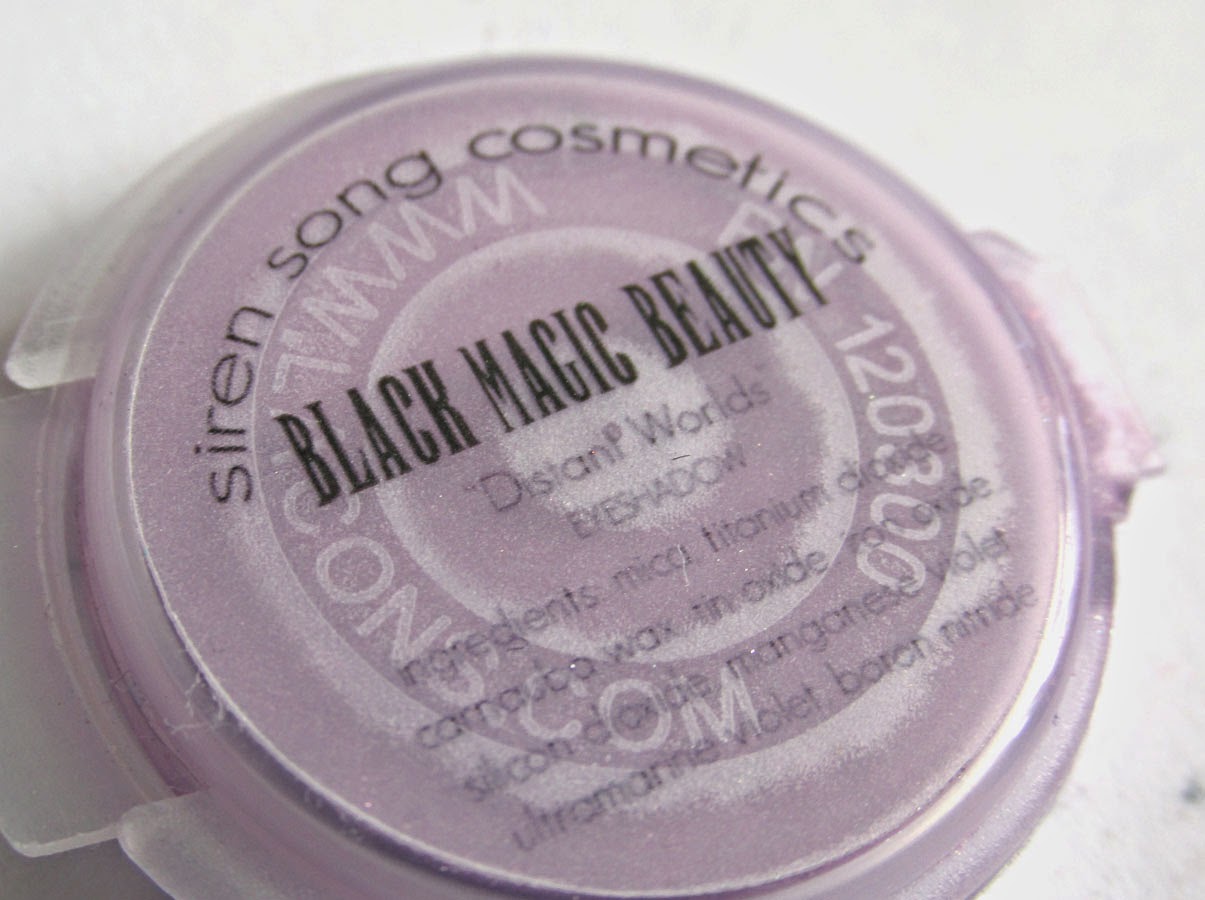 siren song cosmetics
BLACK MAGIC BEAUTY
"Distant Worlds"
EYESHADOW
ingredients mica titanium dioxide
carnauba wax tin oxide iron oxide
silicon dioxide manganese violet
ultramarine violet boron nitride
120300
.COM